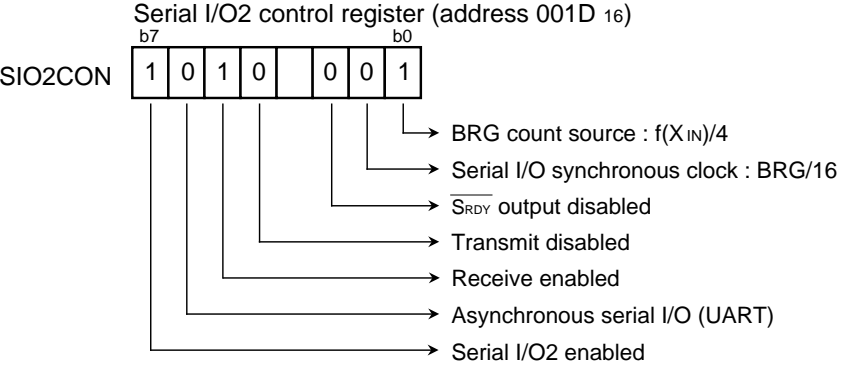 Serial I/O2 control register (address 001D 16)
b7 b0
SIO2CON 1 0 1 0 0 0 1
BRG count source : f(XIN)/4
Serial I/O synchronous clock : BRG/16
SRDY output disabled
Transmit disabled
Receive enabled
Asynchronous serial I/O (UART)
Serial I/O2 enabled